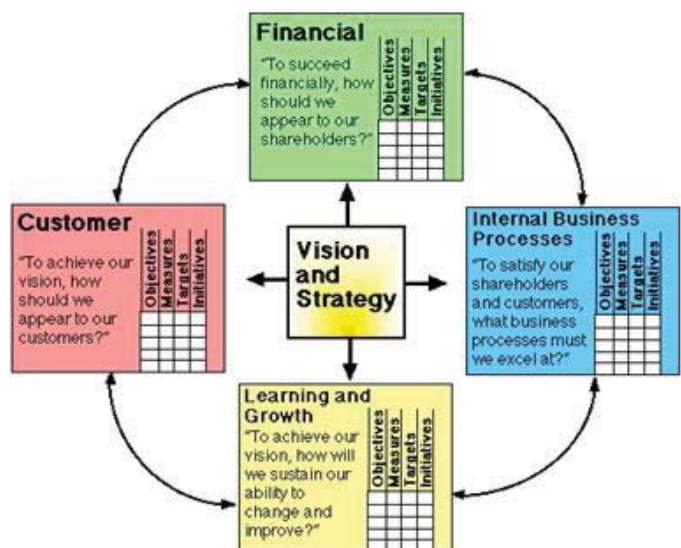 Financial
“To succeed
financially, how
should we
appear to our
shareholders?”
Objectives
Measures
Targets
Initiatives
Customer
“To achieve our
vision, how
should we
appear to our
customers?”
Objectives
Measures
Targets
Initiatives
Vision
and
Strategy
Internal Business
Processes
“To satisfy our
shareholders
and customers,
what business
processes must
we excel at?”
Objectives
Measures
Targets
Initiatives
Learning and
Growth
“To achieve our
vision, how will
we sustain our
ability to
change and
improve?”
Objectives
Measures
Targets
Initiatives